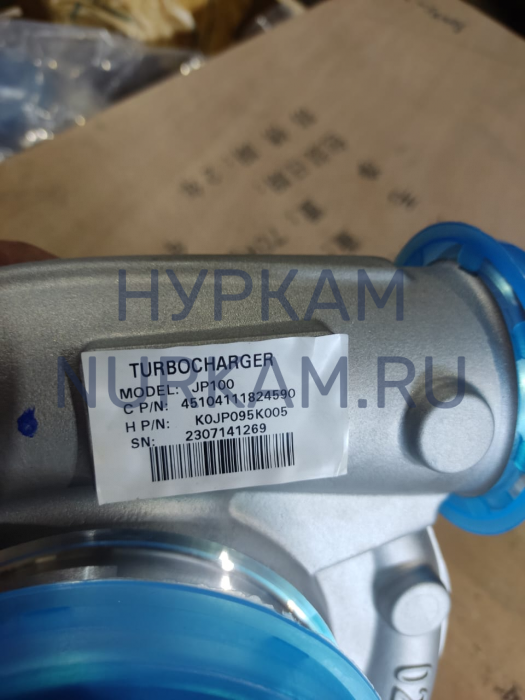 НУРКАМ
NURKAM.RU
TURBOCHARGER
MODEL: JP100
C P/N: 45104111824590
H P/N: K0JP095K005
SN: 2307141269